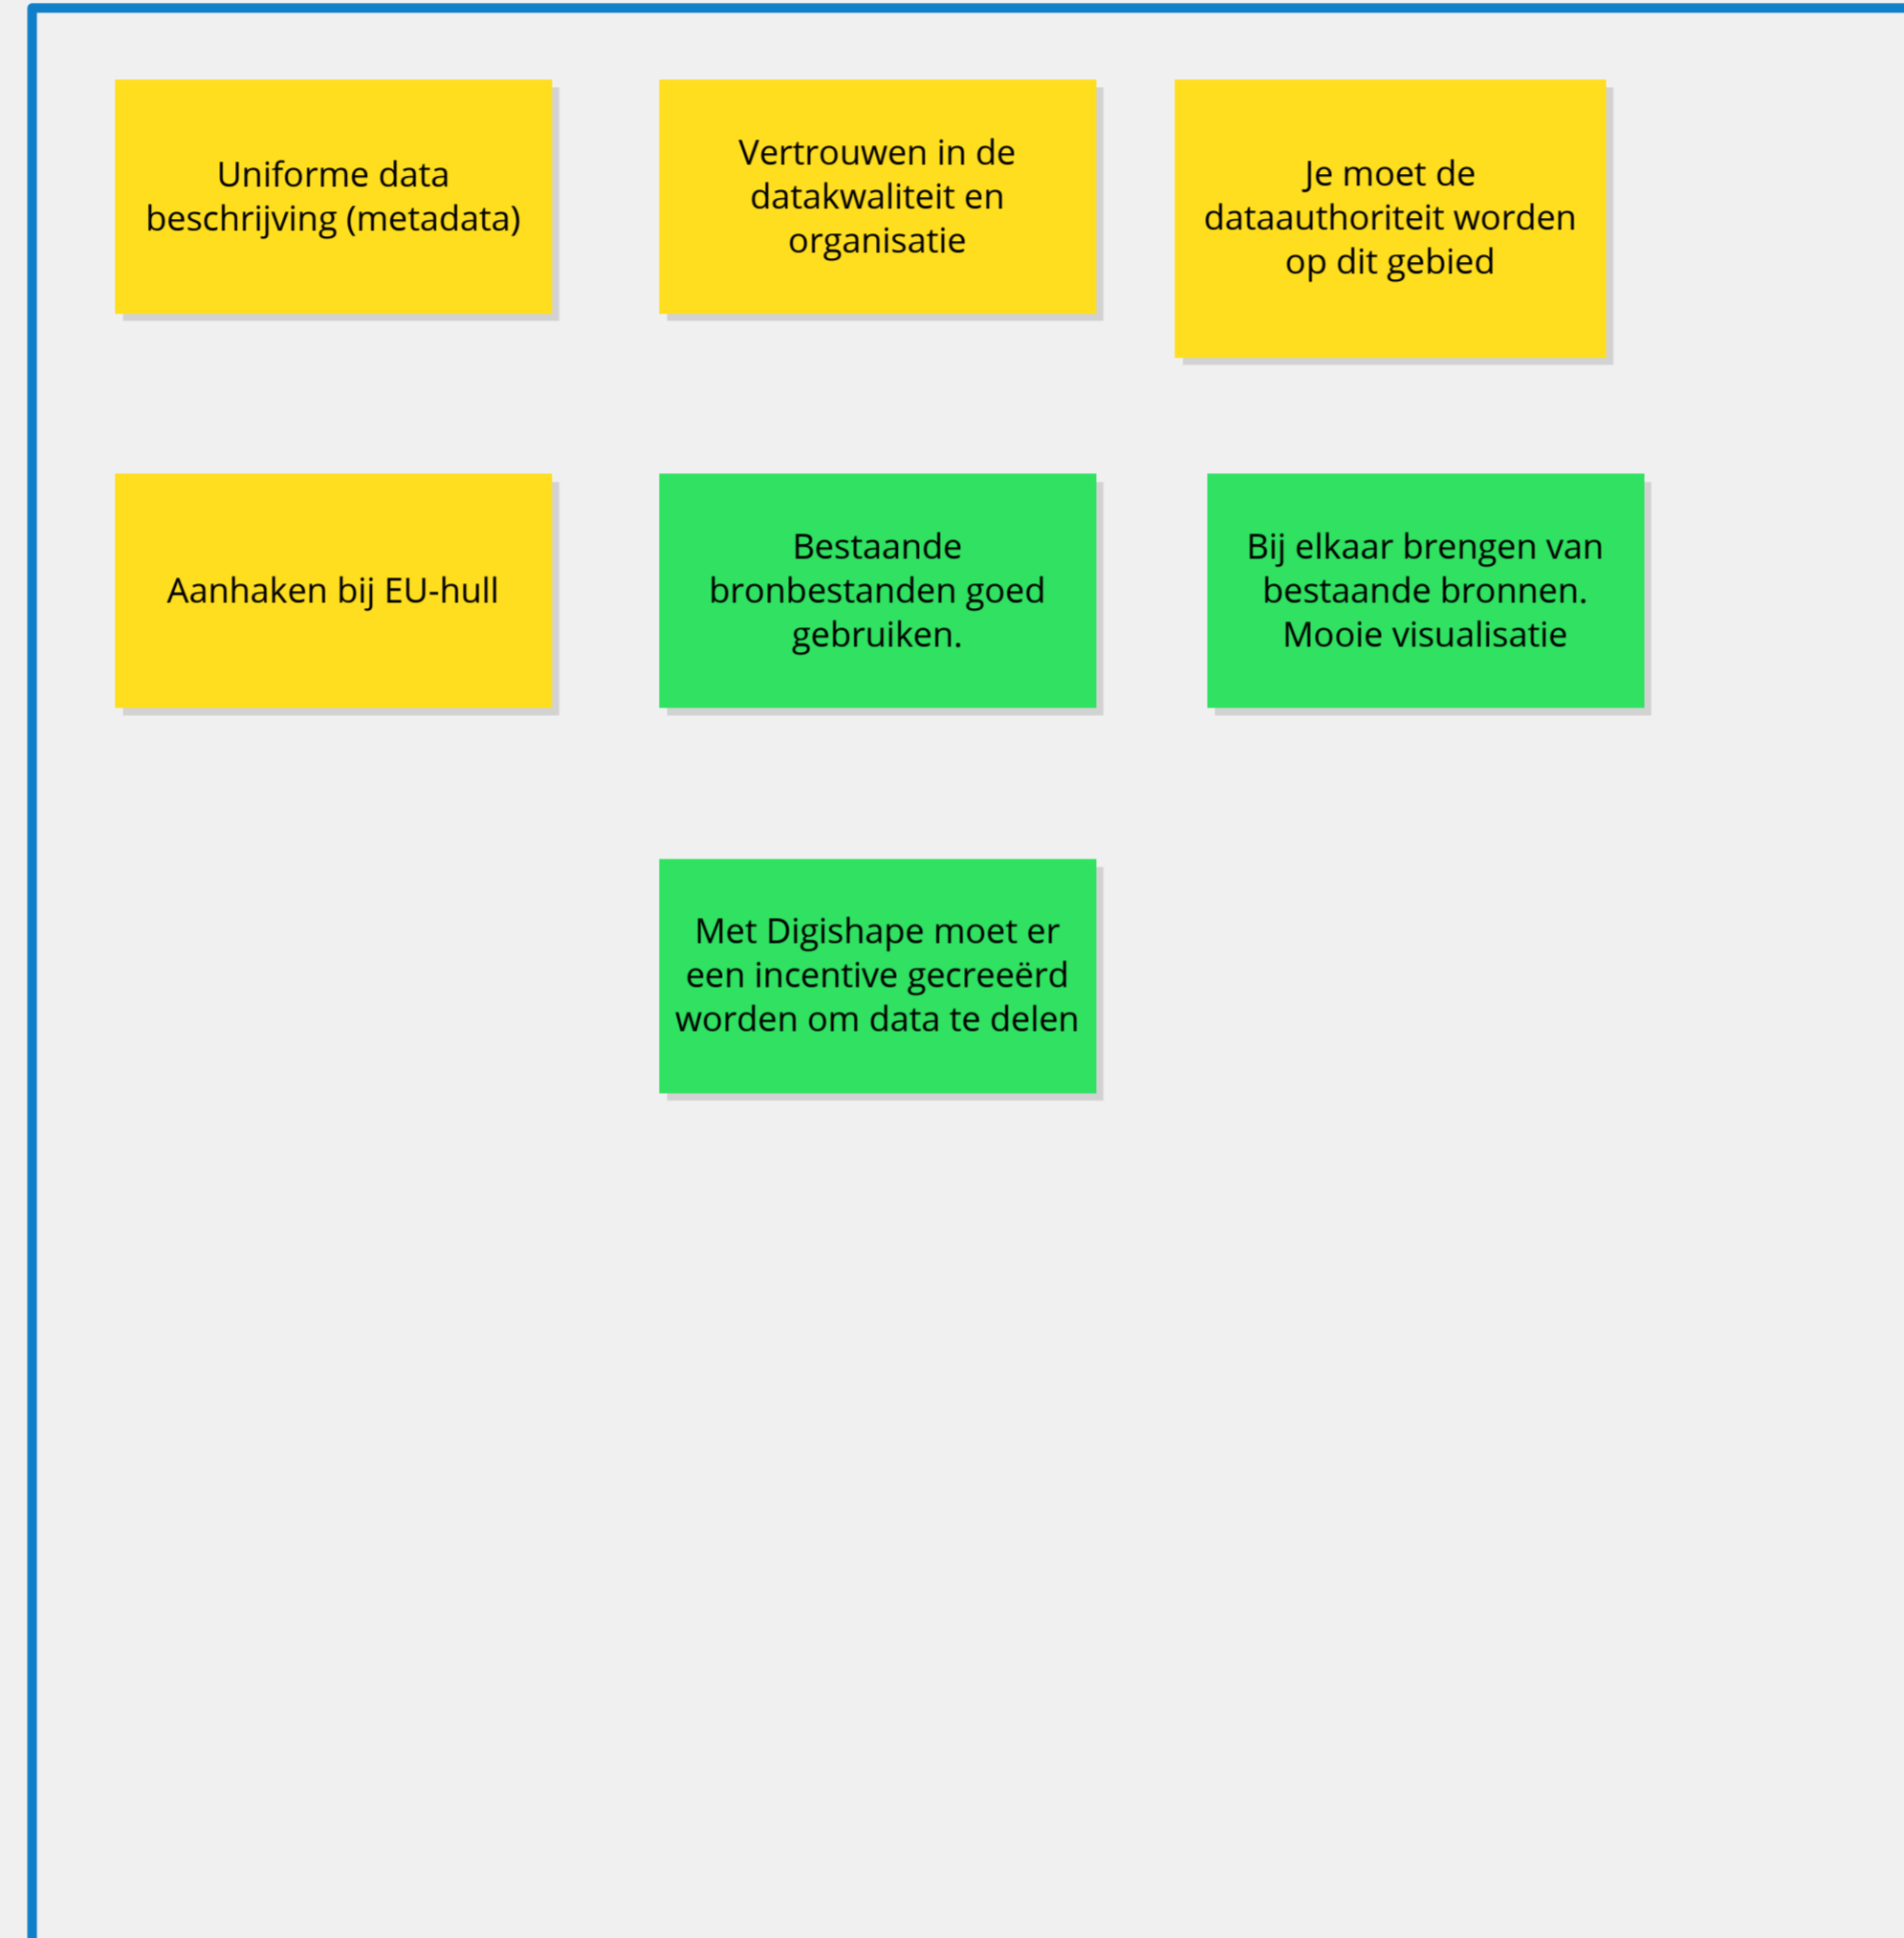 Uniforme data
beschrijving (metadata)
Vertrouwen in de
datakwaliteit en
organisatie
Je moet de
dataauthoriteit worden
op dit gebied
Aanhaken bij EU-hull
Bestaande
bronbestanden goed
gebruiken.
Bij elkaar brengen van
bestaande bronnen.
Mooie visualisatie
Met Digishape moet er
een incentive gecreeërd
worden om data te delen